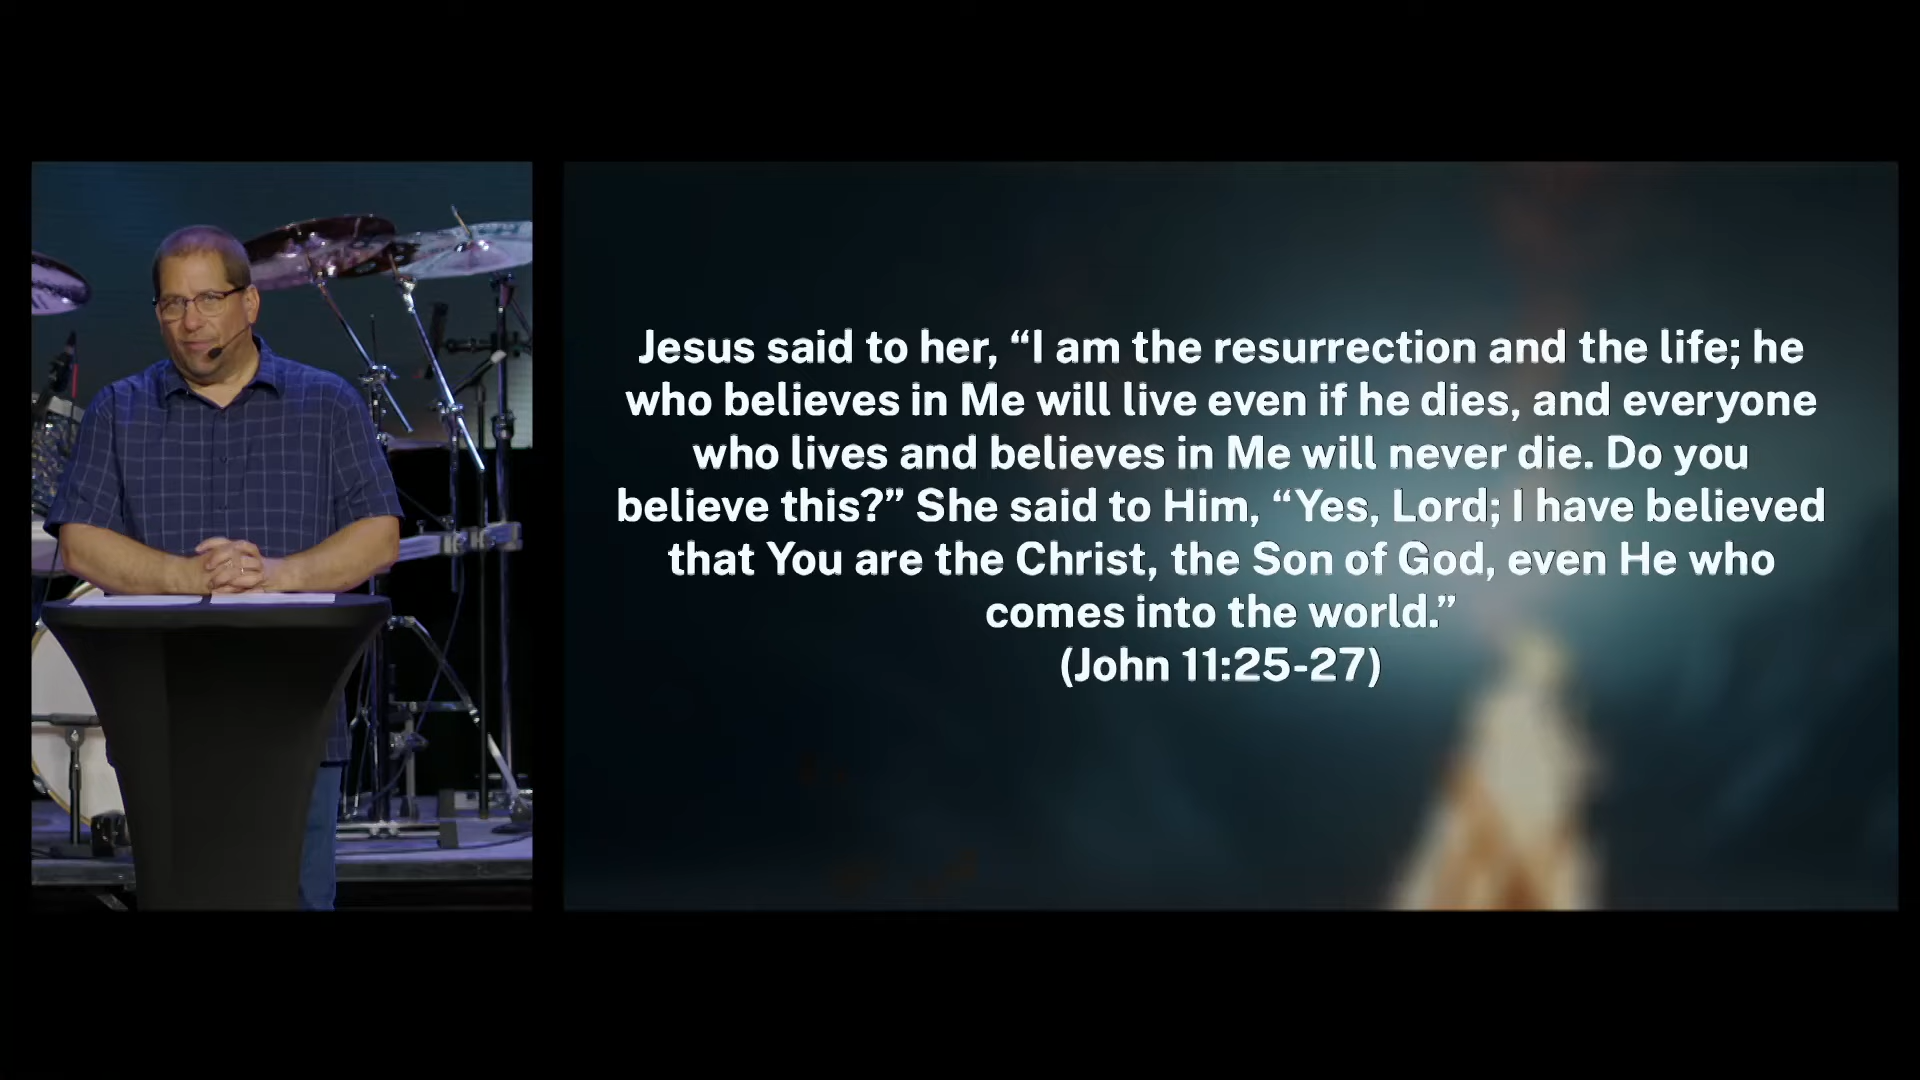 Jesus said to her, “I am the resurrection and the life; he
who believes in Me will live even if he dies, and everyone
who lives and believes in Me will never die. Do you
believe this?” She said to Him, “Yes, Lord; I have believed
that You are the Christ, the Son of God, even He who
comes into the world.”
(John 11:25-27)